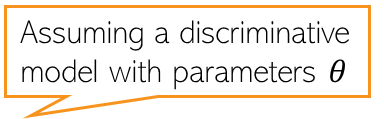 Assuming a discriminative
model with parameters θ